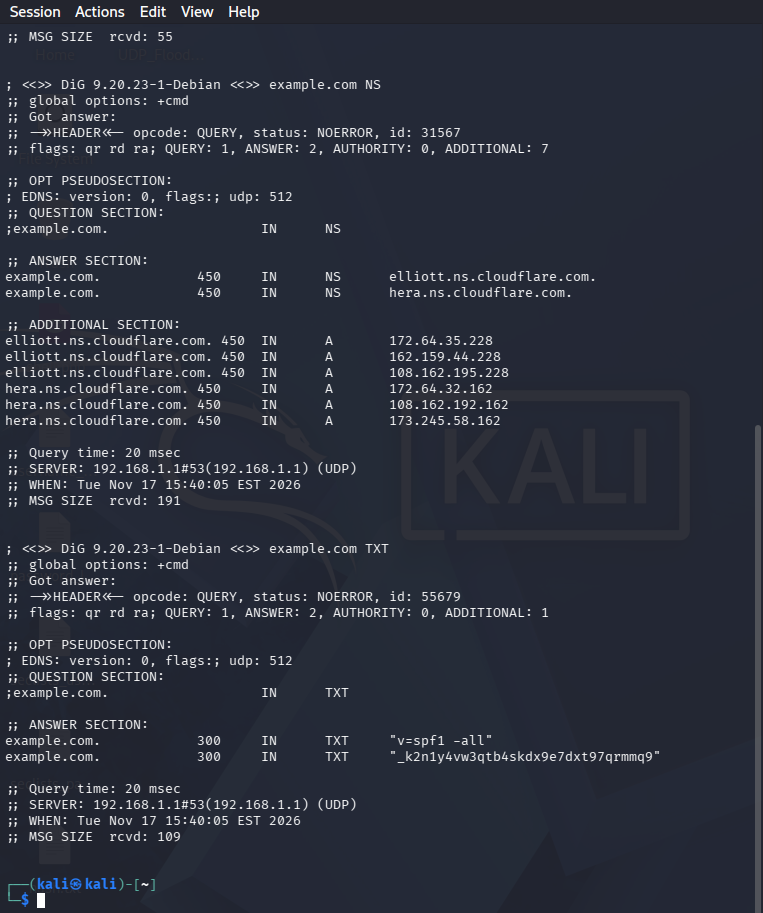 Session Actions Edit View Help
;; MSG SIZE  rcvd: 55
; <<>> DiG 9.20.23-1-Debian <<>> example.com NS
;; global options: +cmd
;; Got answer:
;; ->>HEADER<<- opcode: QUERY, status: NOERROR, id: 31567
;; flags: qr rd ra; QUERY: 1, ANSWER: 2, AUTHORITY: 0, ADDITIONAL: 7
;; OPT PSEUDOSECTION:
; EDNS: version: 0, flags:; udp: 512
;; QUESTION SECTION:
;example.com. IN NS
;; ANSWER SECTION:
example.com. 450 IN NS elliott.ns.cloudflare.com.
example.com. 450 IN NS hera.ns.cloudflare.com.
;; ADDITIONAL SECTION:
elliott.ns.cloudflare.com. 450 IN A 172.64.35.228
elliott.ns.cloudflare.com. 450 IN A 162.159.44.228
elliott.ns.cloudflare.com. 450 IN A 108.162.195.228
hera.ns.cloudflare.com. 450 IN A 172.64.32.162
hera.ns.cloudflare.com. 450 IN A 108.162.192.162
hera.ns.cloudflare.com. 450 IN A 173.245.58.162
KALI
;; Query time: 20 msec
;; SERVER: 192.168.1.1#53(192.168.1.1) (UDP)
;; WHEN: Tue Nov 17 15:40:05 EST 2026
;; MSG SIZE  rcvd: 191
; <<>> DiG 9.20.23-1-Debian <<>> example.com TXT
;; global options: +cmd
;; Got answer:
;; ->>HEADER<<- opcode: QUERY, status: NOERROR, id: 55679
;; flags: qr rd ra; QUERY: 1, ANSWER: 2, AUTHORITY: 0, ADDITIONAL: 1
;; OPT PSEUDOSECTION:
; EDNS: version: 0, flags:; udp: 512
;; QUESTION SECTION:
;example.com. IN TXT
;; ANSWER SECTION:
example.com. 300 IN TXT "v=spf1 -all"
example.com. 300 IN TXT "_k2n1y4vw3qtb4skdx9e7dxt97qrmmq9"
;; Query time: 20 msec
;; SERVER: 192.168.1.1#53(192.168.1.1) (UDP)
;; WHEN: Tue Nov 17 15:40:05 EST 2026
;; MSG SIZE  rcvd: 109
┌──(kali㉿kali)-[~]
└─$